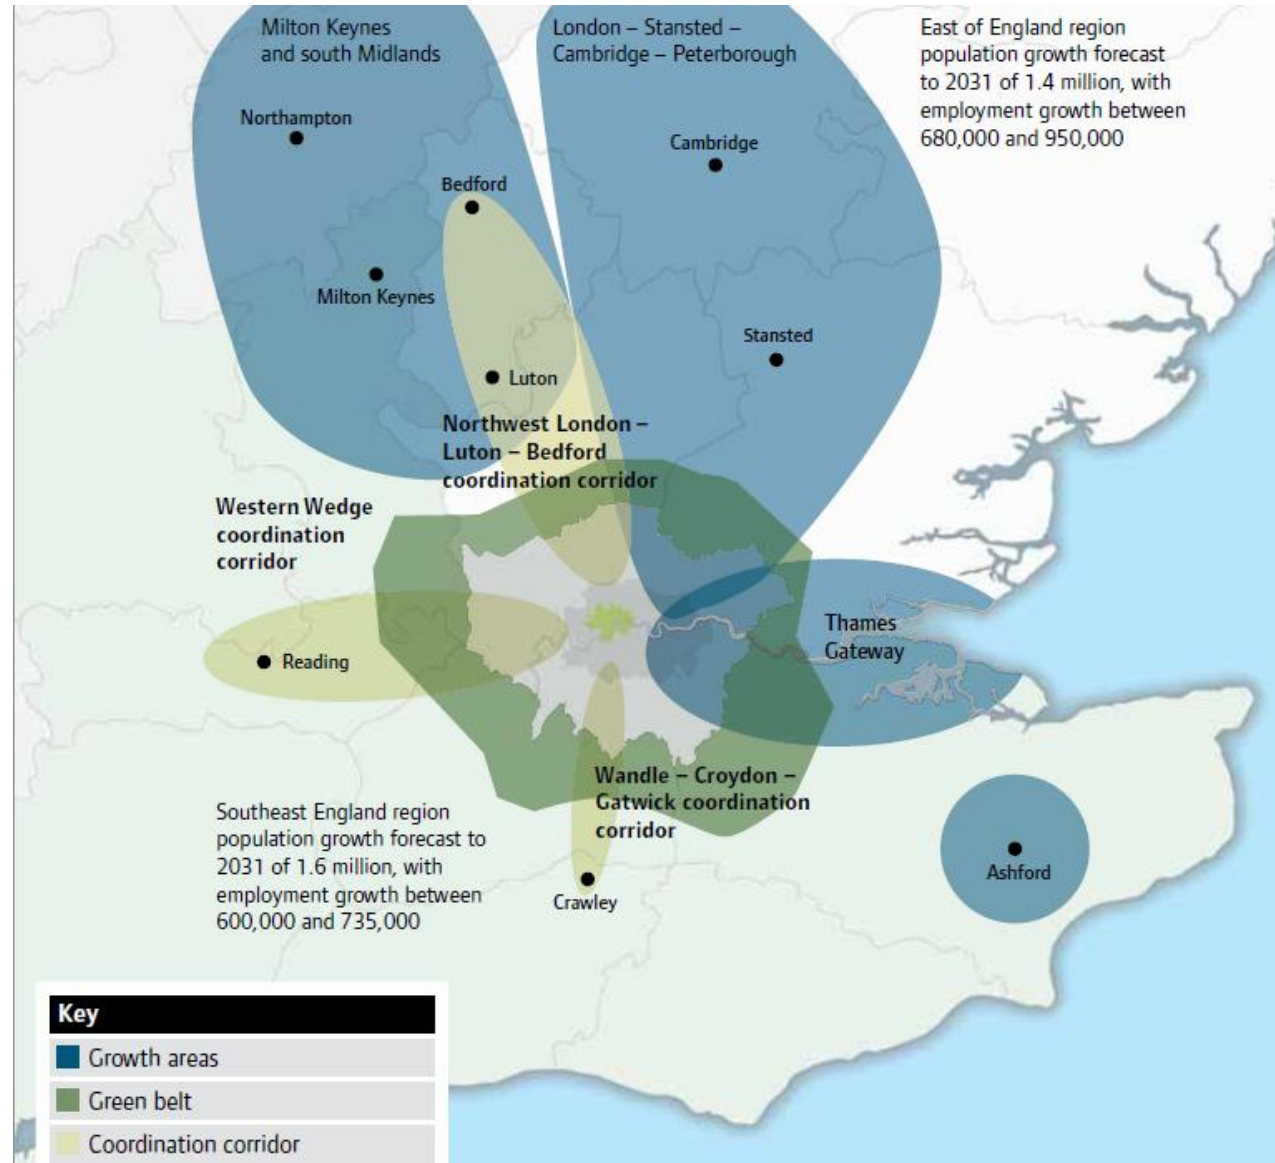 Milton Keynes
and south Midlands
London – Stansted –
Cambridge – Peterborough
East of England region
population growth forecast
to 2031 of 1.4 million, with
employment growth between
680,000 and 950,000
Northampton
Cambridge
Bedford
Milton Keynes
Stansted
Luton
Northwest London –
Luton – Bedford
coordination corridor
Western Wedge
coordination
corridor
Thames
Gateway
Reading
Wandle – Croydon –
Gatwick coordination
corridor
Southeast England region
population growth forecast to
2031 of 1.6 million, with
employment growth between
600,000 and 735,000
Ashford
Crawley
Key
Growth areas
Green belt
Coordination corridor